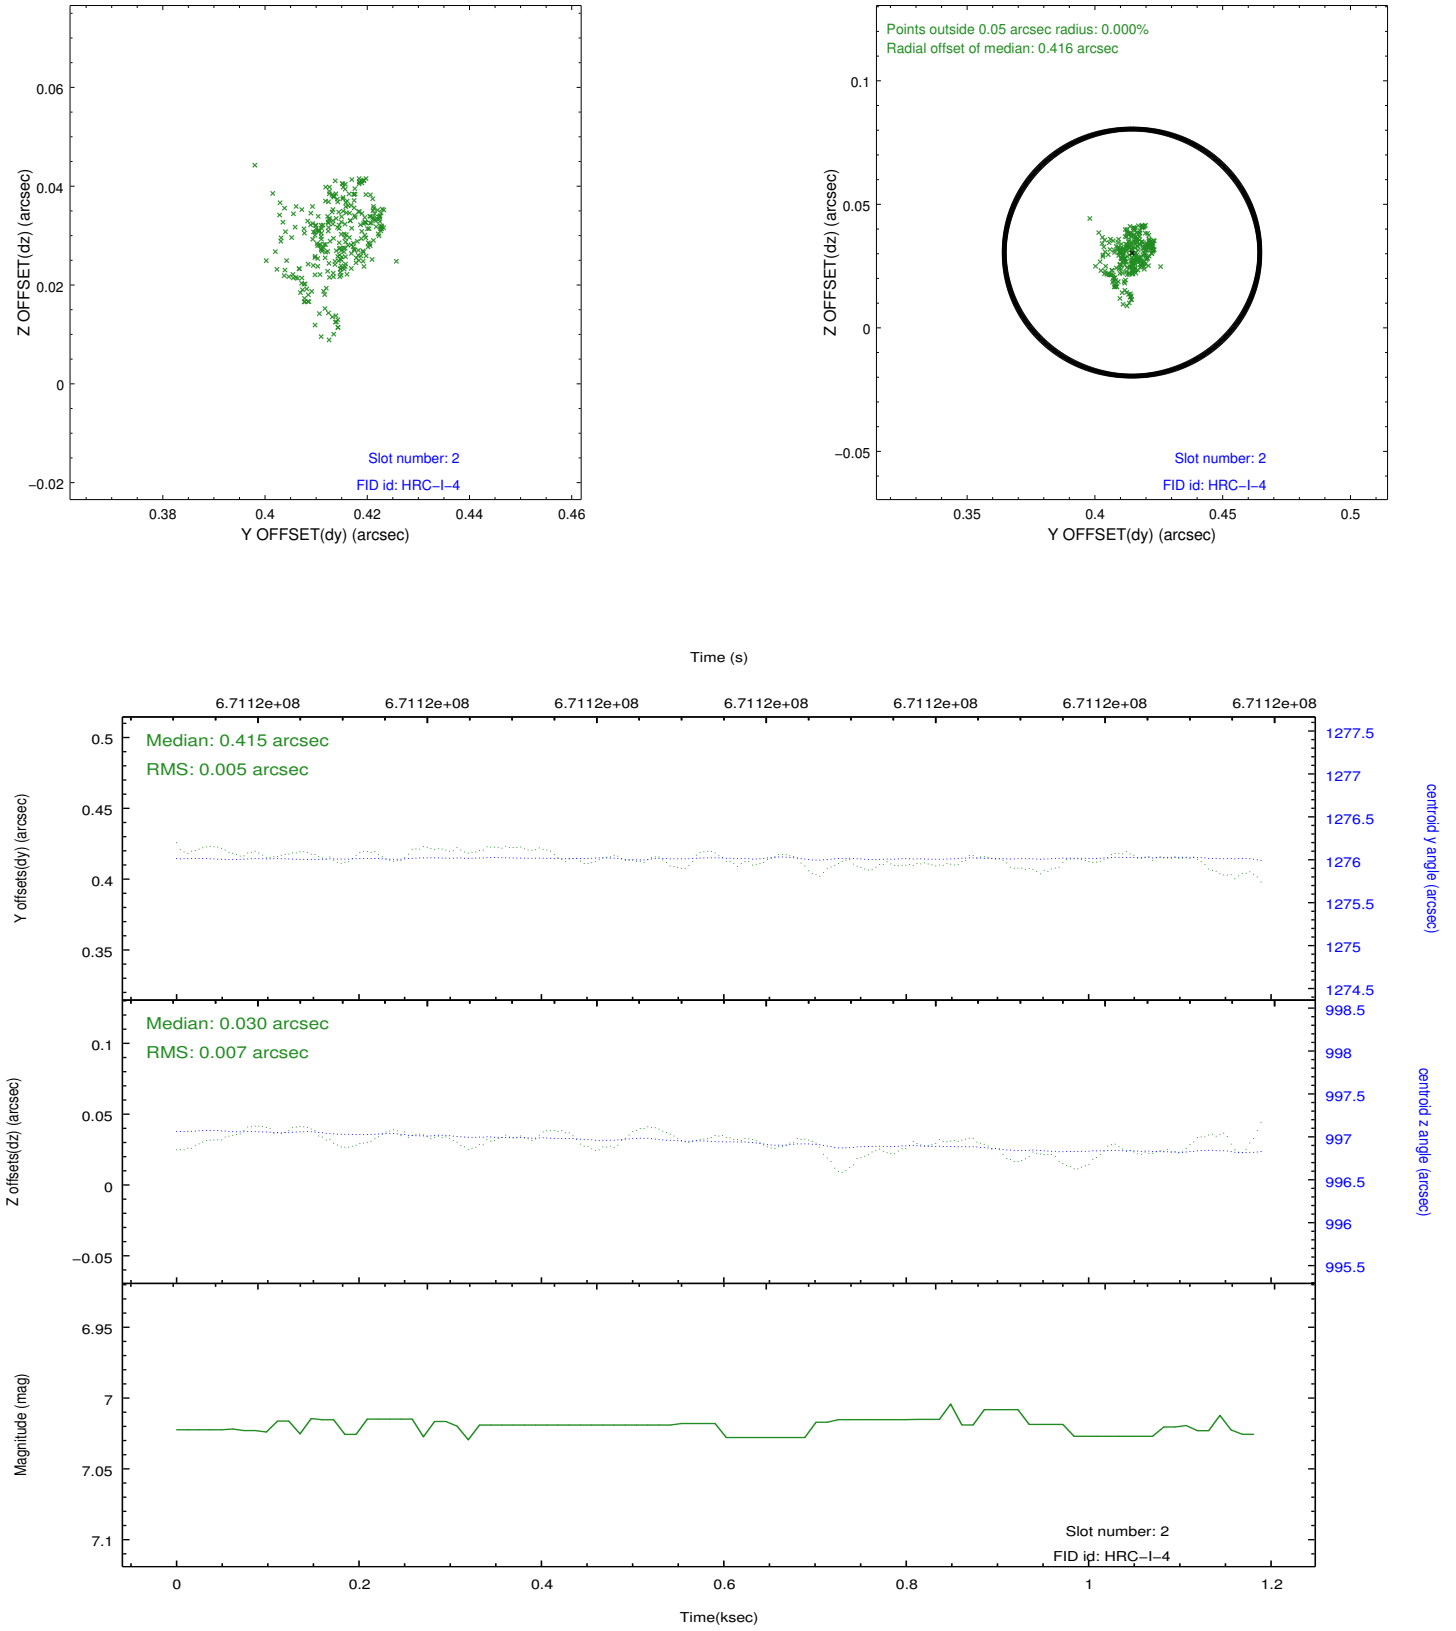 0.06
0.04
0.02
0
−0.02
Z OFFSET(dz) (arcsec)
Slot number: 2
FID id: HRC−I−4
0.38
0.4
0.42
0.44
0.46
Y OFFSET(dy) (arcsec)
Points outside 0.05 arcsec radius: 0.000%
Radial offset of median: 0.416 arcsec
0.1
0.05
0
−0.05
Z OFFSET(dz) (arcsec)
Slot number: 2
FID id: HRC−I−4
0.35
0.4
0.45
0.5
Y OFFSET(dy) (arcsec)
Time (s)
6.7112e+08 6.7112e+08 6.7112e+08 6.7112e+08 6.7112e+08 6.7112e+08 6.7112e+08
Median: 0.415 arcsec
RMS: 0.005 arcsec
0.5
0.45
0.4
0.35
Y offsets(dy) (arcsec)
1277.5
1277
1276.5
1276
1275.5
1275
1274.5
centroid y angle (arcsec)
Median: 0.030 arcsec
RMS: 0.007 arcsec
0.1
0.05
0
−0.05
Z offsets(dz) (arcsec)
998.5
998
997.5
997
996.5
996
995.5
centroid z angle (arcsec)
6.95
7
7.05
7.1
Magnitude (mag)
Slot number: 2
FID id: HRC−I−4
0
0.2
0.4
0.6
0.8
1
1.2
Time(ksec)